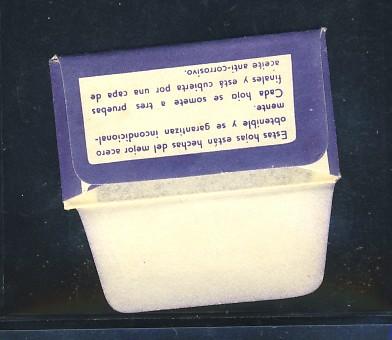 Estas hojas están hechas del mejor acero
obtenible y se garantizan incondicional-
mente.
Cada hoja se somete a tres pruebas
finales y está cubierta por una capa de
aceite anti-corrosivo.